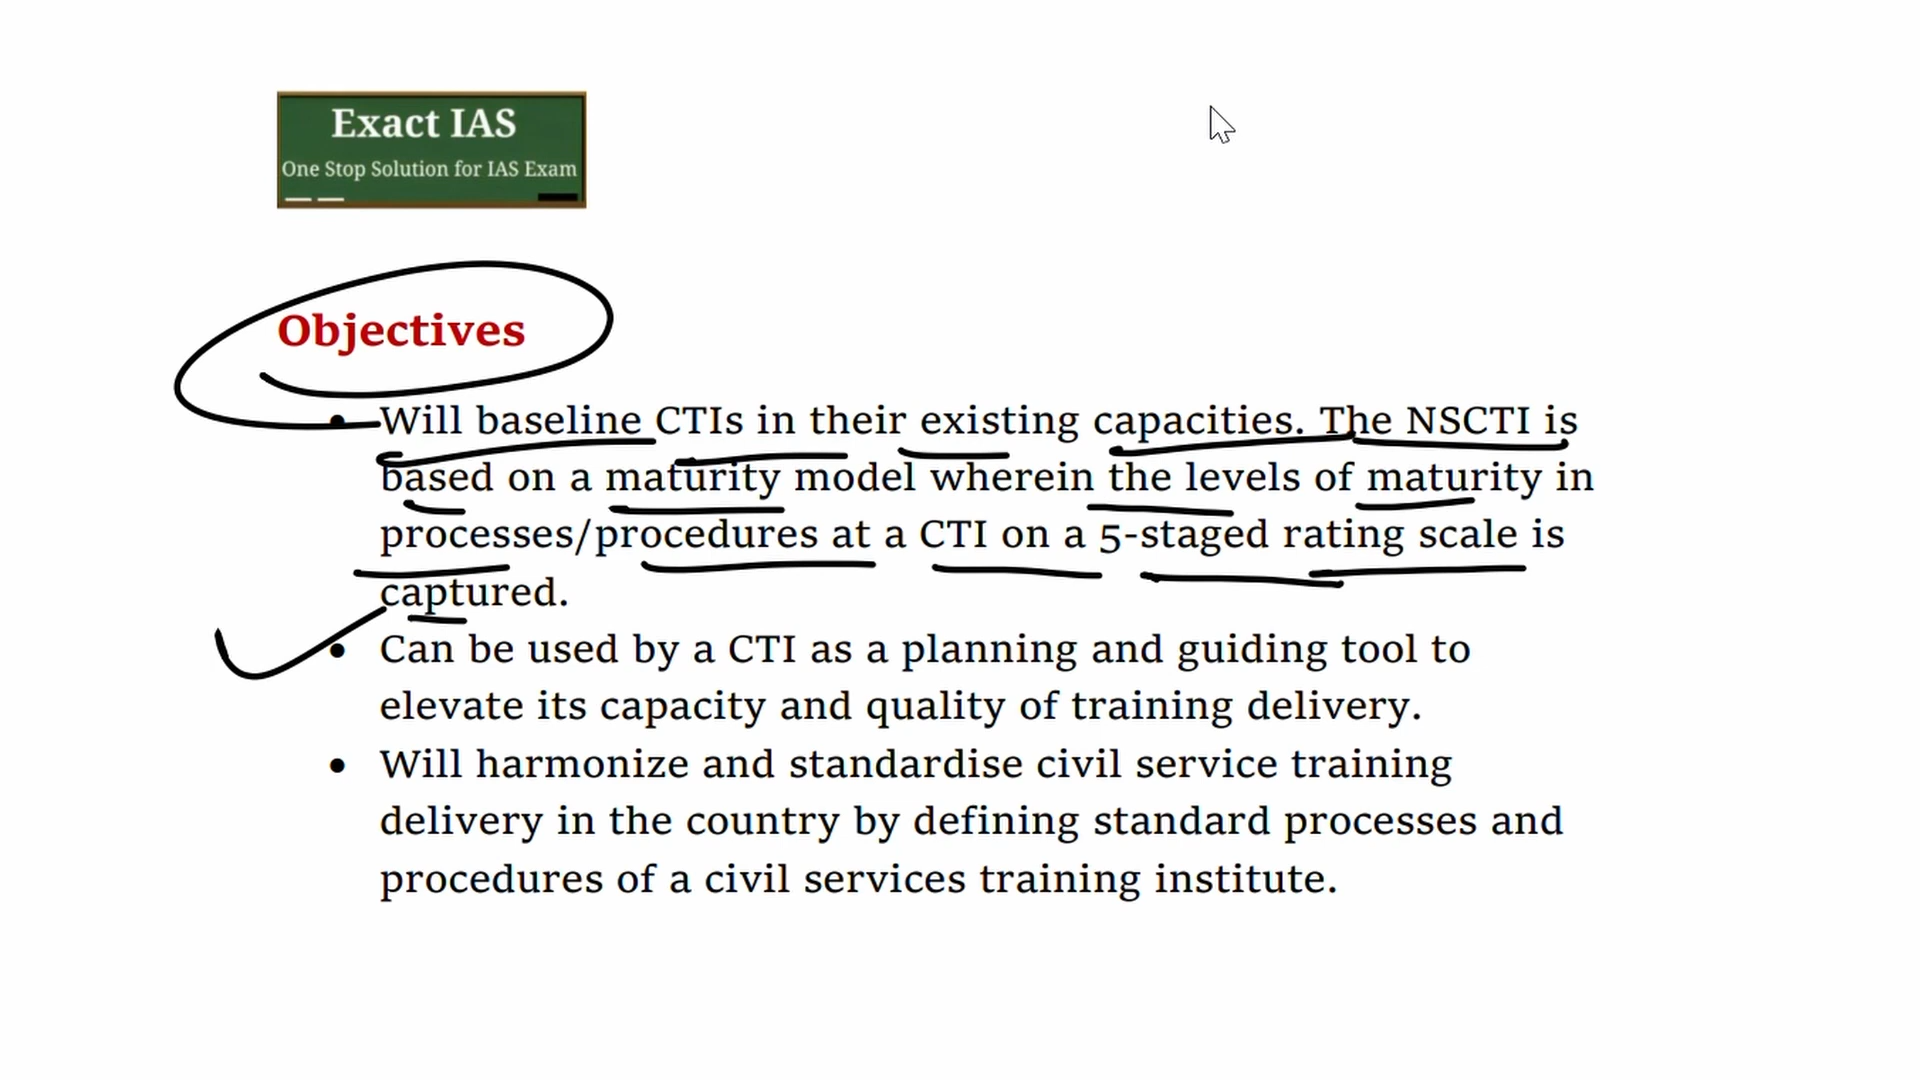 Exact IAS
One Stop Solution for IAS Exam
Objectives
• Will baseline CTIs in their existing capacities. The NSCTI is
based on a maturity model wherein the levels of maturity in
processes/procedures at a CTI on a 5-staged rating scale is
captured.
• Can be used by a CTI as a planning and guiding tool to
elevate its capacity and quality of training delivery.
• Will harmonize and standardise civil service training
delivery in the country by defining standard processes and
procedures of a civil services training institute.